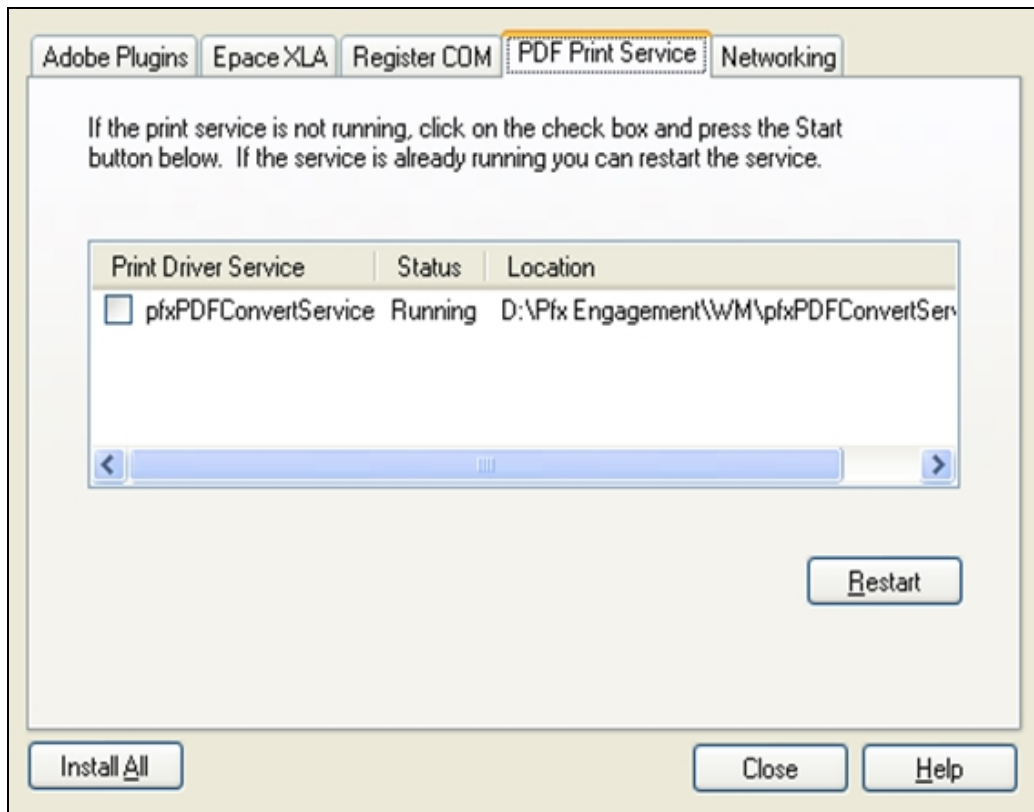 Adobe Plugins Epace XLA Register COM PDF Print Service Networking
If the print service is not running, click on the check box and press the Start
button below. If the service is already running you can restart the service.
Print Driver Service Status Location
pfxPDFConvertService Running D:\Pfx Engagement\WM\pfxPDFConvertSer
Restart
Install All Close Help